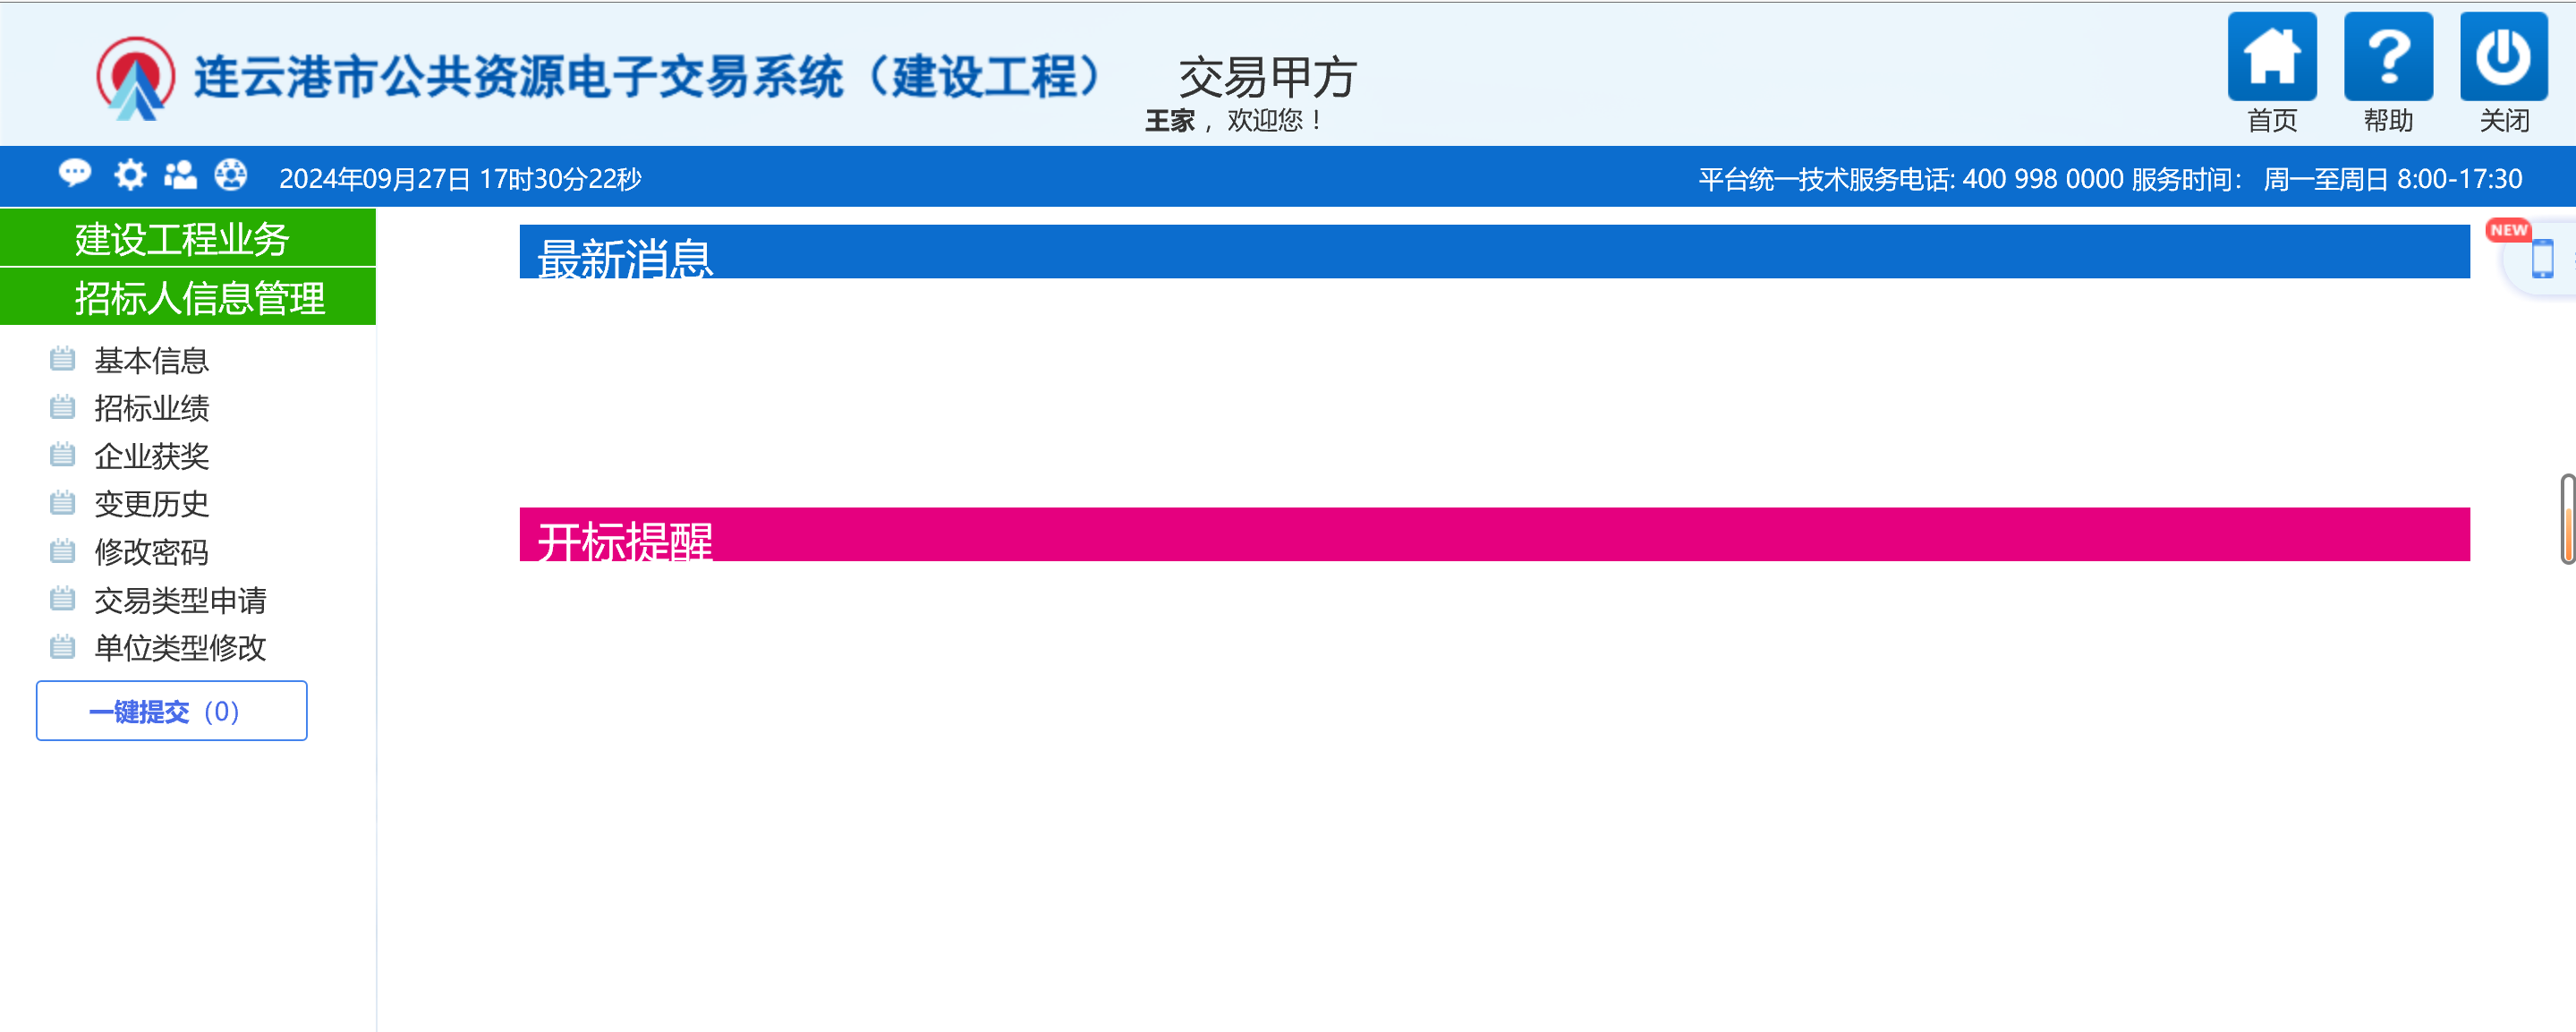 连云港市公共资源电子交易系统（建设工程）
交易甲方
王家，欢迎您！
首页
帮助
关闭
2024年09月27日 17时30分22秒
平台统一技术服务电话: 400 998 0000 服务时间： 周一至周日 8:00-17:30
建设工程业务
招标人信息管理
基本信息
招标业绩
企业获奖
变更历史
修改密码
交易类型申请
单位类型修改
一键提交（0）
最新消息
NEW
开标提醒